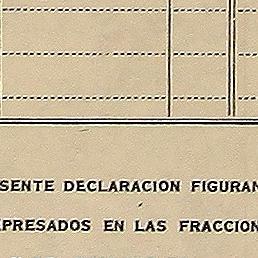 SENTE DECLARACION FIGURAN
PRESADOS EN LAS FRACCION